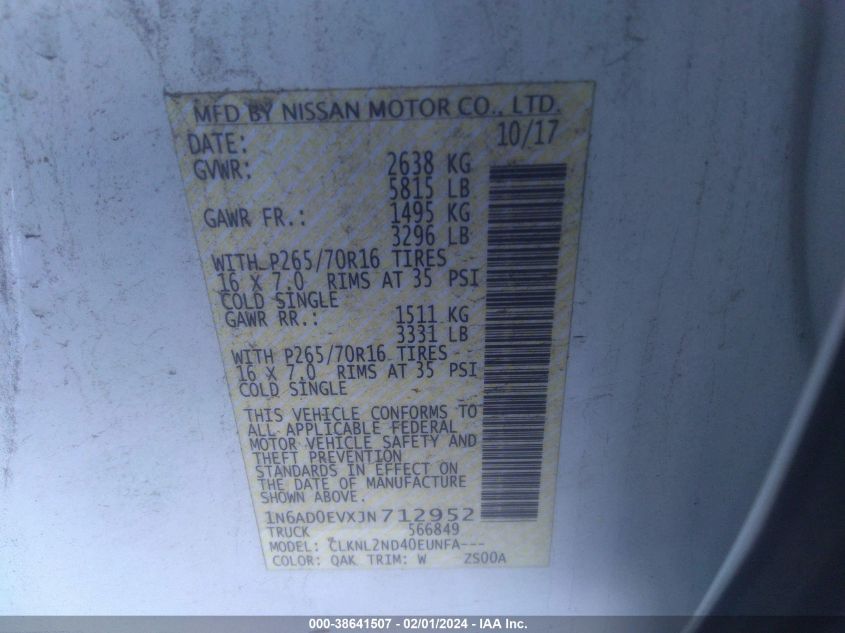 MFD BY NISSAN MOTOR CO., LTD.
DATE: 10/17
GVWR: 2638 KG
5815 LB
GAWR FR.: 1495 KG
3296 LB
WITH P265/70R16 TIRES
16 X 7.0 RIMS AT 35 PSI
COLD SINGLE
GAWR RR.: 1511 KG
3331 LB
WITH P265/70R16 TIRES
16 X 7.0 RIMS AT 35 PSI
COLD SINGLE
THIS VEHICLE CONFORMS TO
ALL APPLICABLE FEDERAL
MOTOR VEHICLE SAFETY AND
THEFT PREVENTION
STANDARDS IN EFFECT ON
THE DATE OF MANUFACTURE
SHOWN ABOVE.
1N6AD0EVXJN712952
TRUCK 566849
MODEL: CLKNL2ND40EUNFA---
COLOR: QAK TRIM: W ZS00A
000-38641507 - 02/01/2024 - IAA Inc.